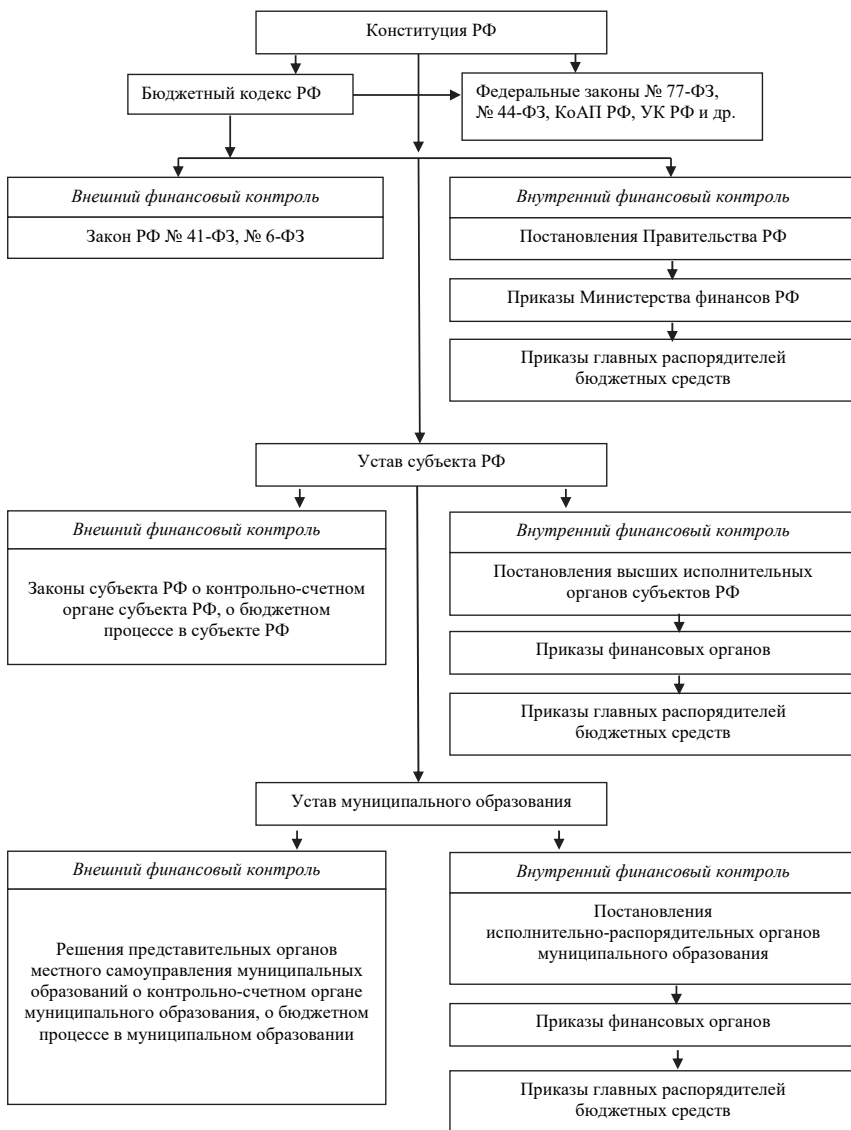 Конституция РФ
Бюджетный кодекс РФ
Федеральные законы № 77-ФЗ,
№ 44-ФЗ, КоАП РФ, УК РФ и др.
Внешний финансовый контроль
Закон РФ № 41-ФЗ, № 6-ФЗ
Внутренний финансовый контроль
Постановления Правительства РФ
Приказы Министерства финансов РФ
Приказы главных распорядителей
бюджетных средств
Устав субъекта РФ
Внешний финансовый контроль
Законы субъекта РФ о контрольно-счетном
органе субъекта РФ, о бюджетном
процессе в субъекте РФ
Внутренний финансовый контроль
Постановления высших исполнительных
органов субъектов РФ
Приказы финансовых органов
Приказы главных распорядителей
бюджетных средств
Устав муниципального образования
Внешний финансовый контроль
Решения представительных органов
местного самоуправления муниципальных
образований о контрольно-счетном органе
муниципального образования, о бюджетном
процессе в муниципальном образовании
Внутренний финансовый контроль
Постановления
исполнительно-распорядительных органов
муниципального образования
Приказы финансовых органов
Приказы главных распорядителей
бюджетных средств